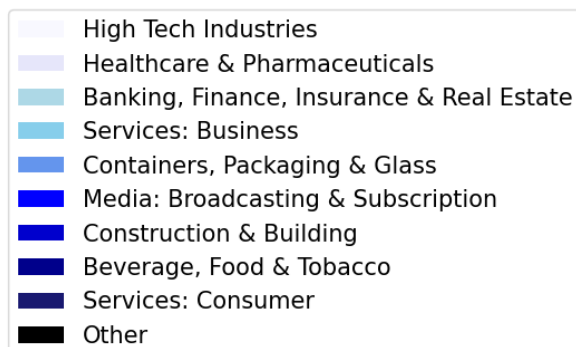 High Tech Industries
Healthcare & Pharmaceuticals
Banking, Finance, Insurance & Real Estate
Services: Business
Containers, Packaging & Glass
Media: Broadcasting & Subscription
Construction & Building
Beverage, Food & Tobacco
Services: Consumer
Other